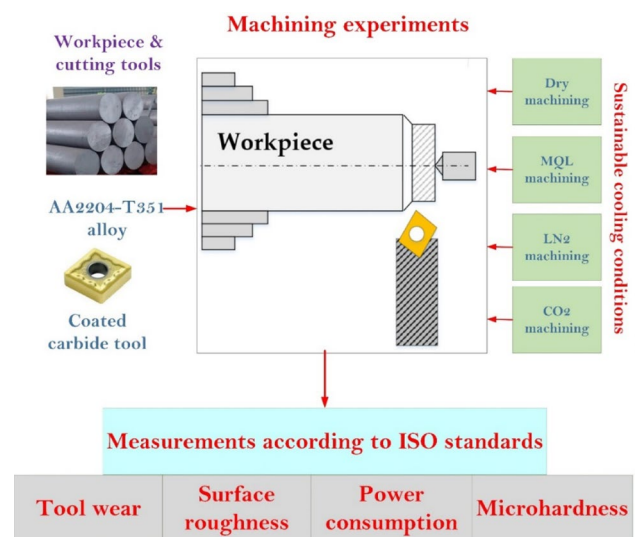 Machining experiments
Workpiece &
cutting tools
AA2204-T351
alloy
Coated
carbide tool
Workpiece
Dry
machining
MQL
machining
LN2
machining
CO2
machining
Sustainable cooling conditions
Measurements according to ISO standards
Tool wear
Surface
roughness
Power
consumption
Microhardness